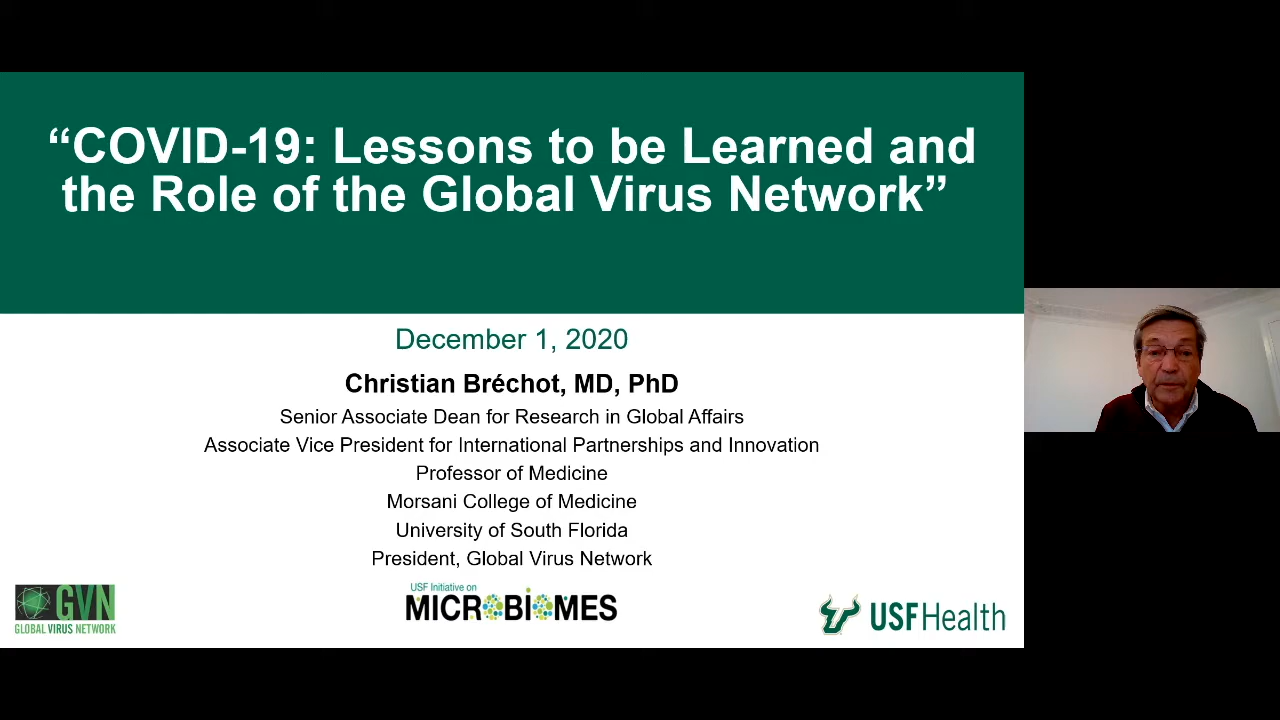 “COVID-19: Lessons to be Learned and
the Role of the Global Virus Network”
December 1, 2020
Christian Bréchot, MD, PhD
Senior Associate Dean for Research in Global Affairs
Associate Vice President for International Partnerships and Innovation
Professor of Medicine
Morsani College of Medicine
University of South Florida
President, Global Virus Network
GVN
GLOBAL VIRUS NETWORK
USF Initiative on
MICROBiOMES
USFHealth